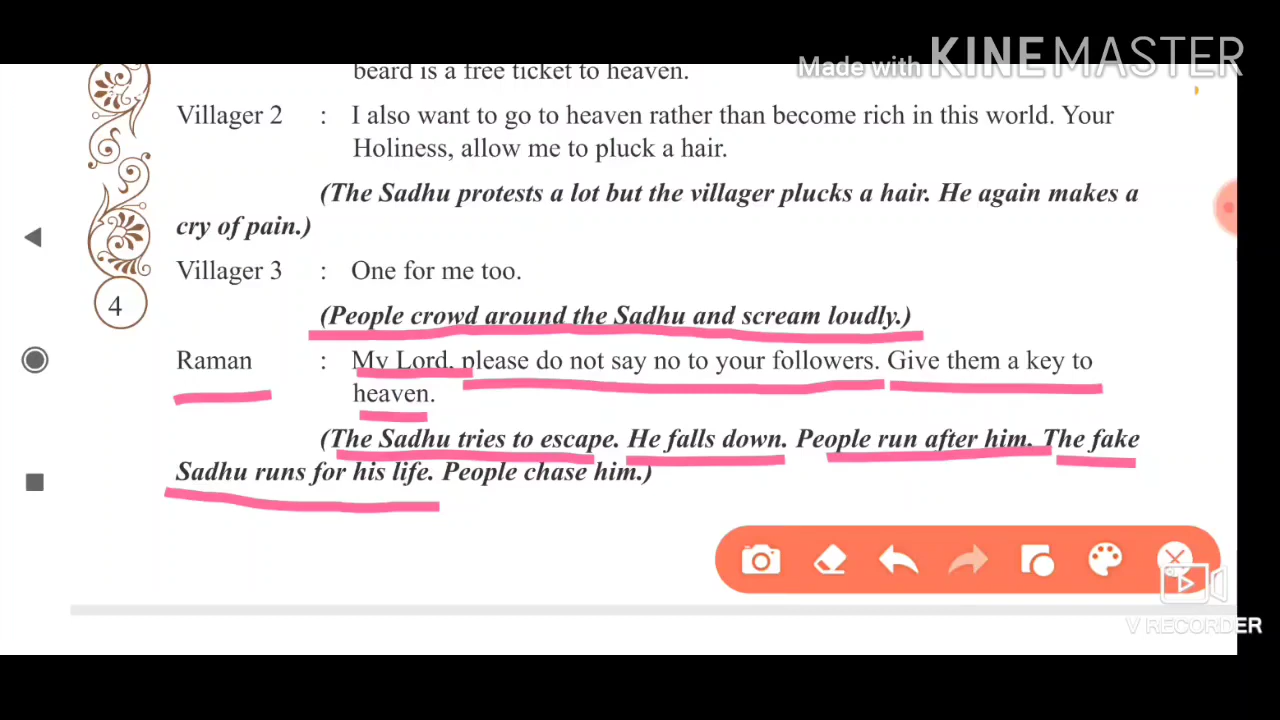 Made with KINEMASTER
beard is a free ticket to heaven.
Villager 2 : I also want to go to heaven rather than become rich in this world. Your
Holiness, allow me to pluck a hair.
(The Sadhu protests a lot but the villager plucks a hair. He again makes a
cry of pain.)
Villager 3 : One for me too.
(People crowd around the Sadhu and scream loudly.)
4
Raman : My Lord, please do not say no to your followers. Give them a key to
heaven.
(The Sadhu tries to escape. He falls down. People run after him. The fake
Sadhu runs for his life. People chase him.)
V RECORDER